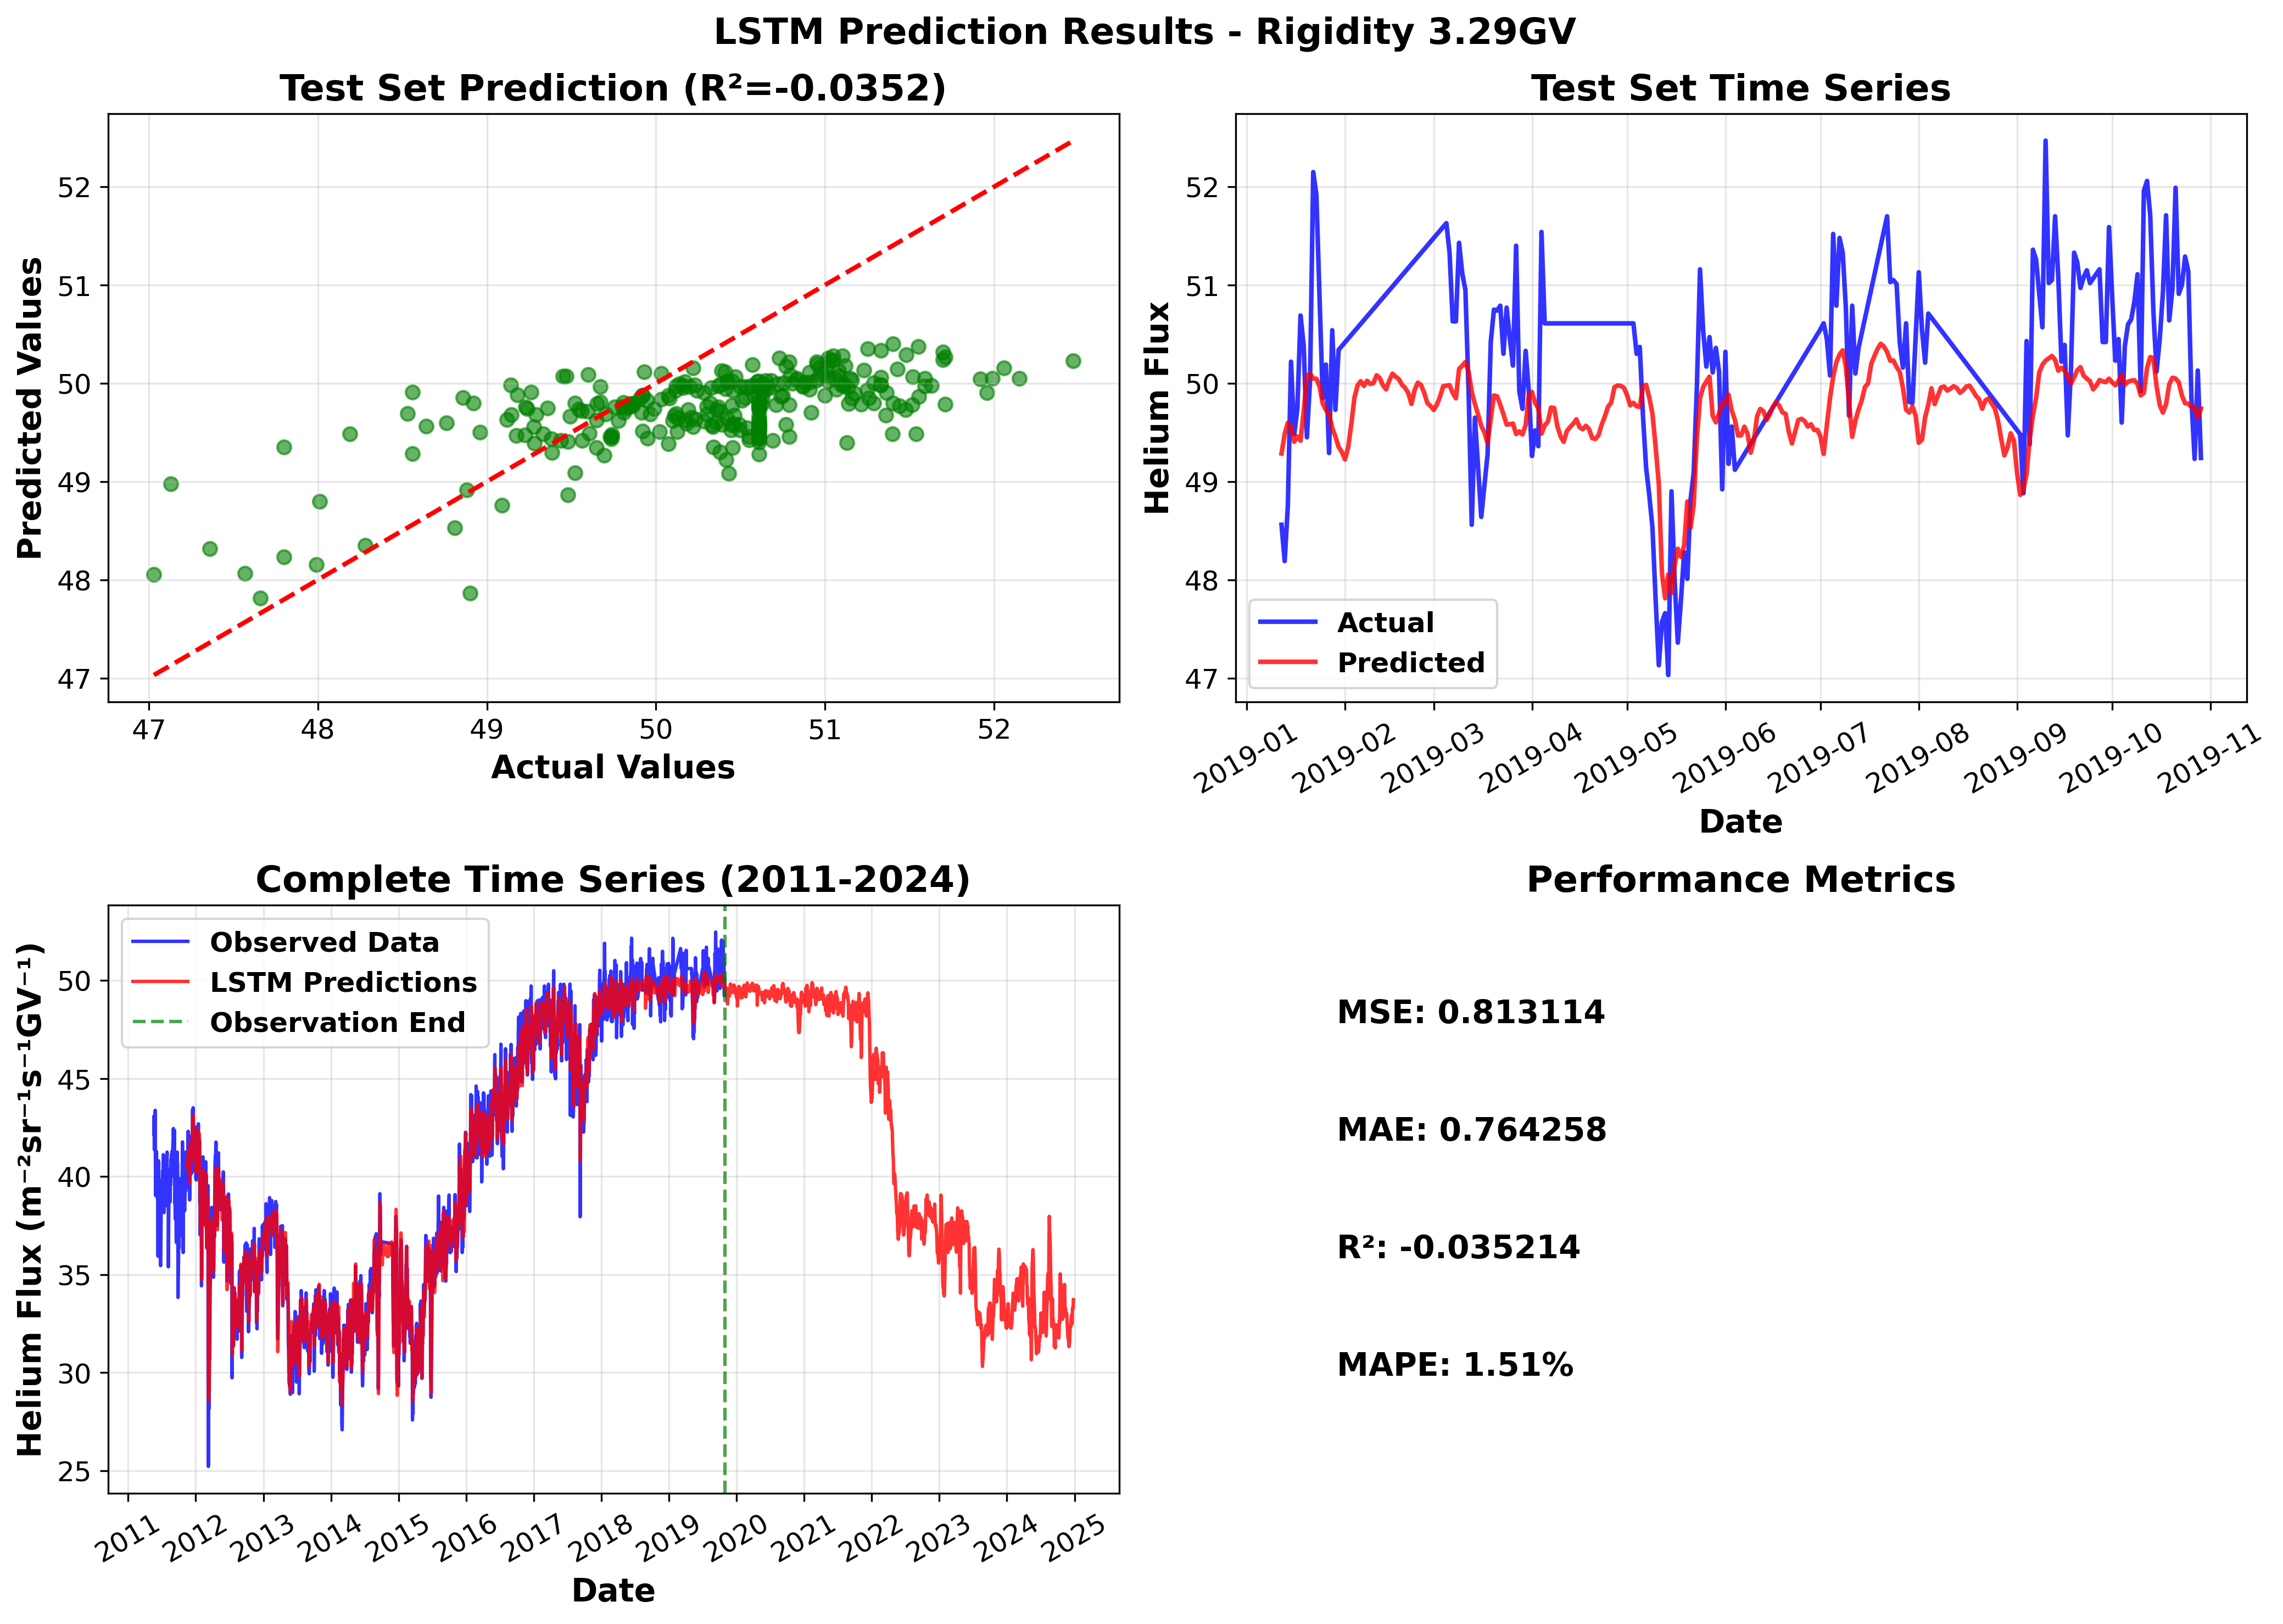 LSTM Prediction Results - Rigidity 3.29GV
Test Set Prediction (R²=-0.0352)
Predicted Values
52
51
50
49
48
47
47 48 49 50 51 52
Actual Values
Test Set Time Series
Helium Flux
52
51
50
49
48
47
Actual
Predicted
2019-01 2019-02 2019-03 2019-04 2019-05 2019-06 2019-07 2019-08 2019-09 2019-10 2019-11
Date
Complete Time Series (2011-2024)
Helium Flux (m⁻²sr⁻¹s⁻¹GV⁻¹)
50
45
40
35
30
25
Observed Data
LSTM Predictions
Observation End
2011 2012 2013 2014 2015 2016 2017 2018 2019 2020 2021 2022 2023 2024 2025
Date
Performance Metrics
MSE: 0.813114
MAE: 0.764258
R²: -0.035214
MAPE: 1.51%